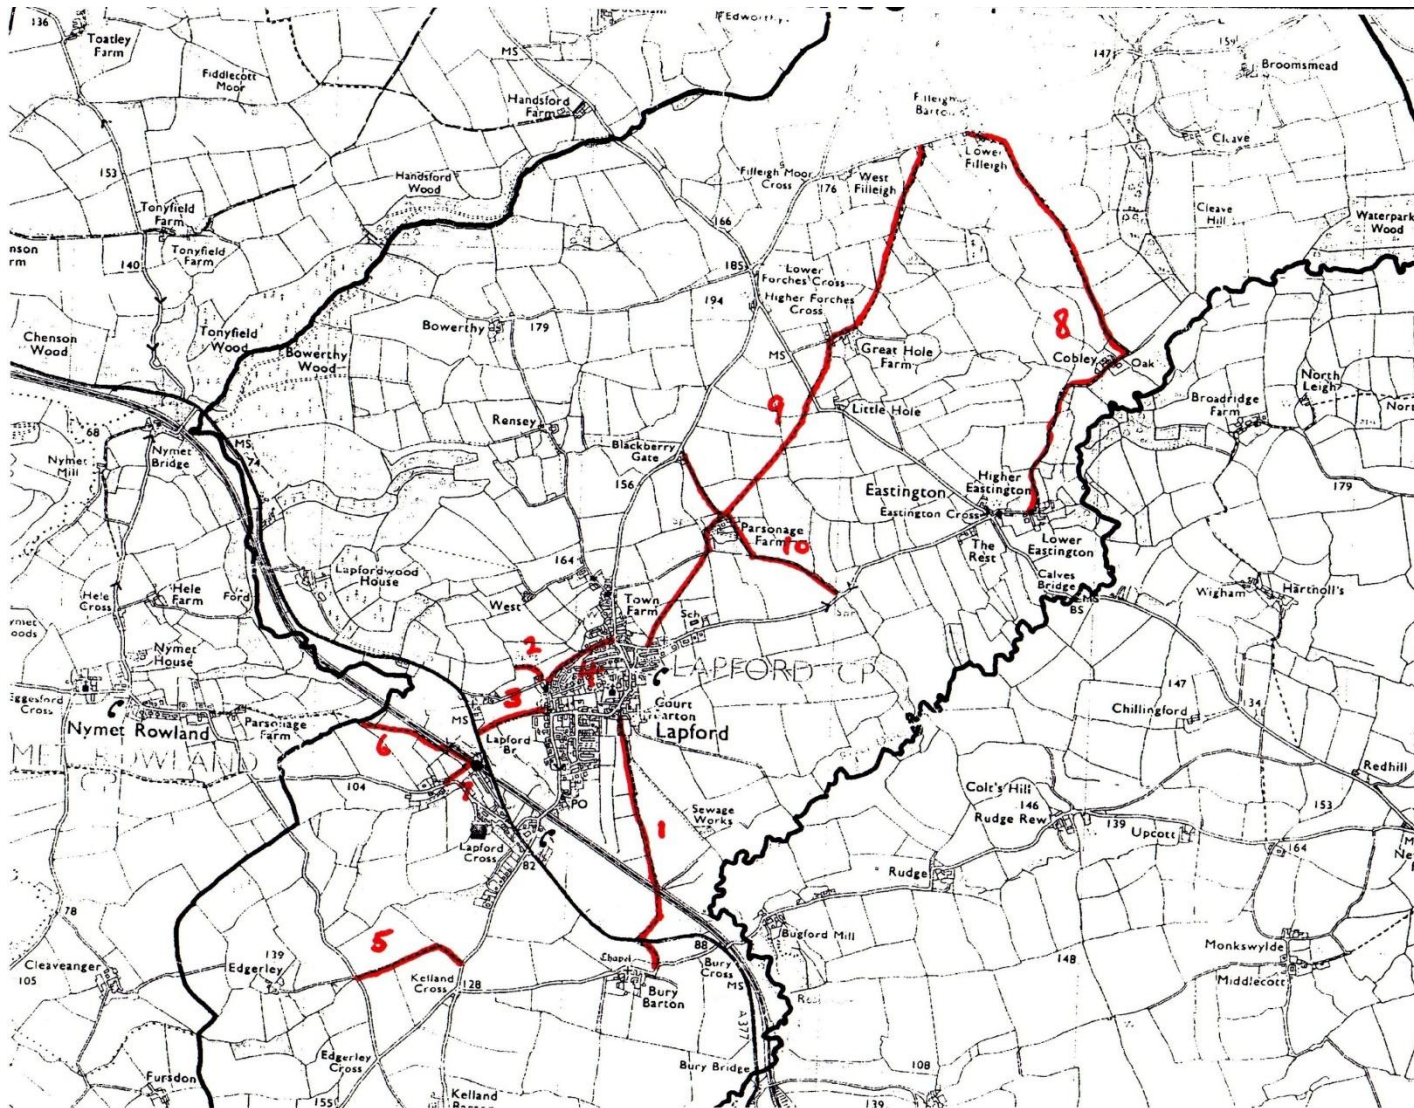 136
Toatley
Farm
Fiddlecott
Moor
MS
Edworthy
Handsford
Farm
147
159
Broomsmead
Cleave
Filleigh
Barton
Lower
Filleigh
153
Handsford
Wood
Filleigh Moor
Cross
176
West
Filleigh
Cleave
Hill
Waterpark
Wood
Tonyfield
Farm
Tonyfield
Farm
140
166
185
Lower
Forches Cross
194
Higher Forches
Cross
Chenson
Wood
Tonyfield
Wood
Bowerthy
Wood
Bowerthy
179
MS
Great Hole
Farm
8
Cobley
Oak
North
Leigh
Broadridge
Farm
9
Little Hole
Rensey
68
Nymet
Mill
Nymet
Bridge
MS
74
Blackberry
Gate
156
Eastington
Eastington Cross
Higher
Eastington
179
Parsonage
Farm
10
The
Rest
Lower
Eastington
134
Lapfordwood
House
164
Calves
Bridge
BS
Wigham
Hartnoll's
Hele
Cross
Hele
Farm
Ford
West
Town
Farm
Sch
Nymet
House
2
4
LAPFORD CP
3
Eggesford
Cross
Nymet Rowland
Parsonage
Farm
MS
Lapford
Br
Court
Barton
Lapford
147
134
Chillingford
6
104
7
PO
Sewage
Works
1
Colt's Hill
146
Rudge Rew
139
Upcott
Redhill
153
164
Lapford
Cross
82
Rudge
78
Cleaveanger
105
5
139
Edgerley
Kelland
Cross
128
Chapel
Bury
Barton
88
Bury
Cross
MS
Bugford Mill
148
Monkswylde
Middlecott
A377
Edgerley
Cross
155
Fursdon
Kelland
Bury Bridge
108
139